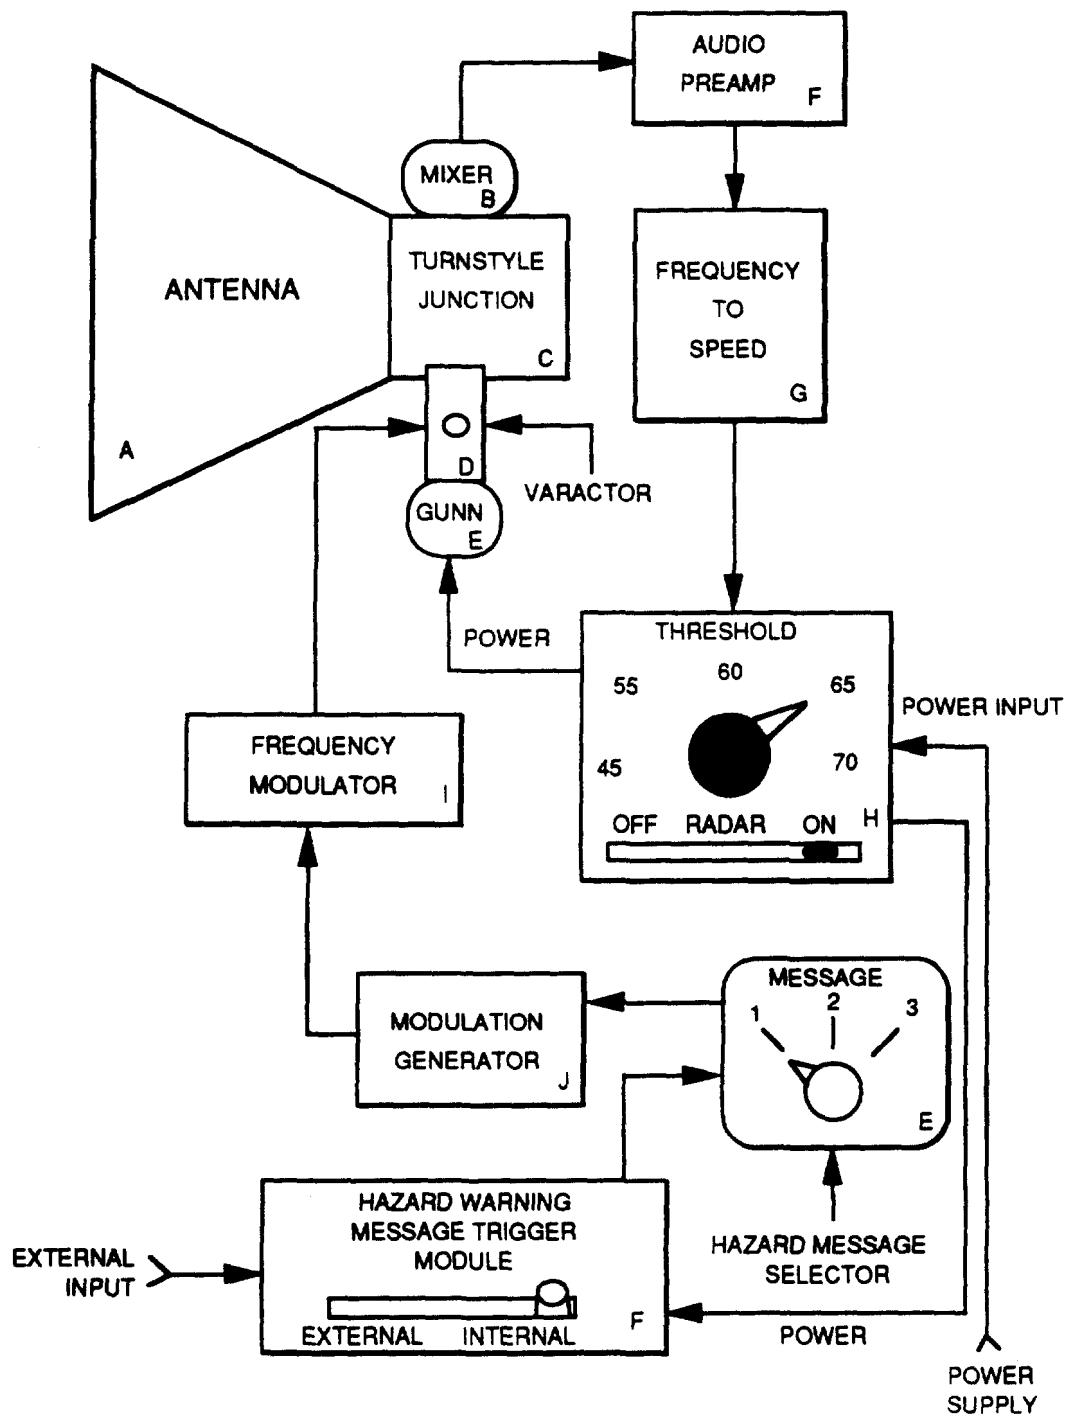 AUDIO
PREAMP
F
MIXER
B
TURNSTYLE
JUNCTION
C
ANTENNA
A
FREQUENCY
TO
SPEED
G
D
VARACTOR
GUNN
E
POWER
THRESHOLD
45
55
60
65
70
OFF RADAR ON
H
POWER INPUT
FREQUENCY
MODULATOR
I
MODULATION
GENERATOR
J
MESSAGE
1
2
3
E
HAZARD MESSAGE
SELECTOR
HAZARD WARNING
MESSAGE TRIGGER
MODULE
EXTERNAL INTERNAL
F
EXTERNAL
INPUT
POWER
POWER
SUPPLY